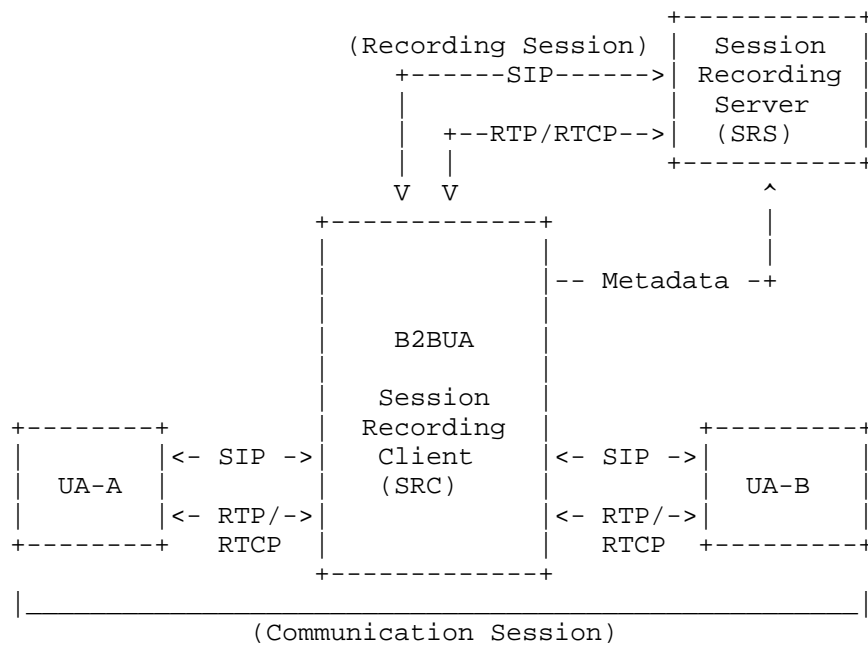 +-----------+
                     (Recording Session)  |  Session  |
                        +------SIP------>| Recording |
                        |                |  Server   |
                        |  +--RTP/RTCP-->|  (SRS)    |
                        |  |             +-----------+
                        V  V                   ^
                   +-------------+             |
                   |             |             |
                   |             |-- Metadata -+
                   |             |
                   |    B2BUA    |
                   |             |
                   |   Session   |
+--------+         |  Recording  |         +---------+
|        |<- SIP ->|   Client    |<- SIP ->|         |
|  UA-A  |         |   (SRC)     |         |  UA-B   |
|        |<- RTP/->|             |<- RTP/->|         |
+--------+   RTCP  |             |   RTCP  +---------+
                   +-------------+
|____________________________________________________|
               (Communication Session)